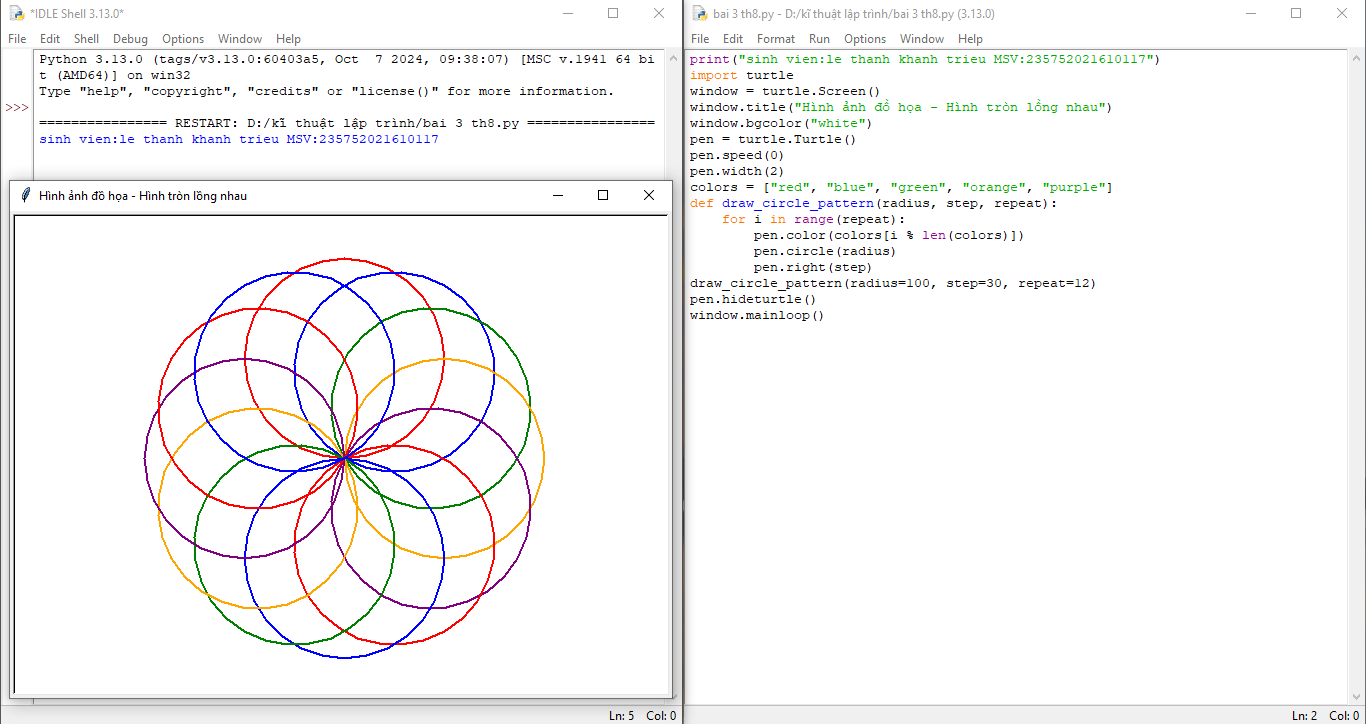 *IDLE Shell 3.13.0*
File Edit Shell Debug Options Window Help
Python 3.13.0 (tags/v3.13.0:60403a5, Oct  7 2024, 09:38:07) [MSC v.1941 64 bi
t (AMD64)] on win32
Type "help", "copyright", "credits" or "license()" for more information.
>>>
================ RESTART: D:/kĩ thuật lập trình/bai 3 th8.py ================
sinh vien:le thanh khanh trieu MSV:235752021610117
Hình ảnh đồ họa - Hình tròn lồng nhau
Ln: 5 Col: 0
bai 3 th8.py - D:/kĩ thuật lập trình/bai 3 th8.py (3.13.0)
File Edit Format Run Options Window Help
print("sinh vien:le thanh khanh trieu MSV:235752021610117")
import turtle
window = turtle.Screen()
window.title("Hình ảnh đồ họa - Hình tròn lồng nhau")
window.bgcolor("white")
pen = turtle.Turtle()
pen.speed(0)
pen.width(2)
colors = ["red", "blue", "green", "orange", "purple"]
def draw_circle_pattern(radius, step, repeat):
    for i in range(repeat):
        pen.color(colors[i % len(colors)])
        pen.circle(radius)
        pen.right(step)
draw_circle_pattern(radius=100, step=30, repeat=12)
pen.hideturtle()
window.mainloop()
Ln: 2 Col: 0